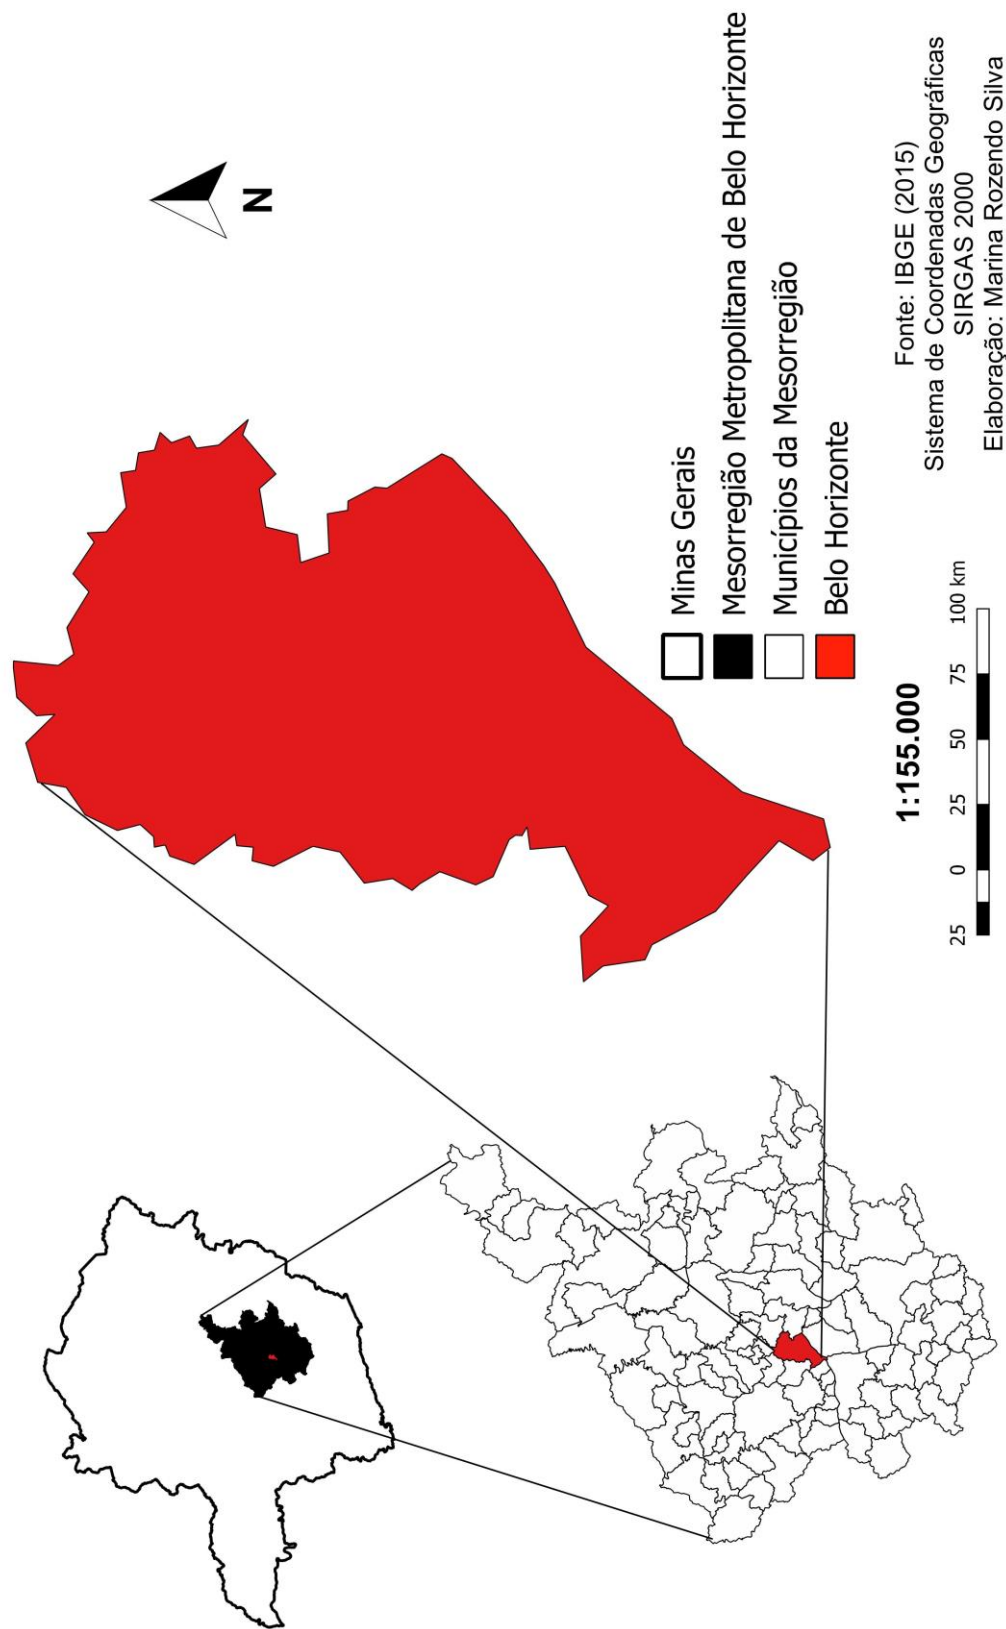 N
Minas Gerais
Mesorregião Metropolitana de Belo Horizonte
Municípios da Mesorregião
Belo Horizonte
1:155.000
25 0 25 50 75 100 km
Fonte: IBGE (2015)
Sistema de Coordenadas Geográficas
SIRGAS 2000
Elaboração: Marina Rozendo Silva